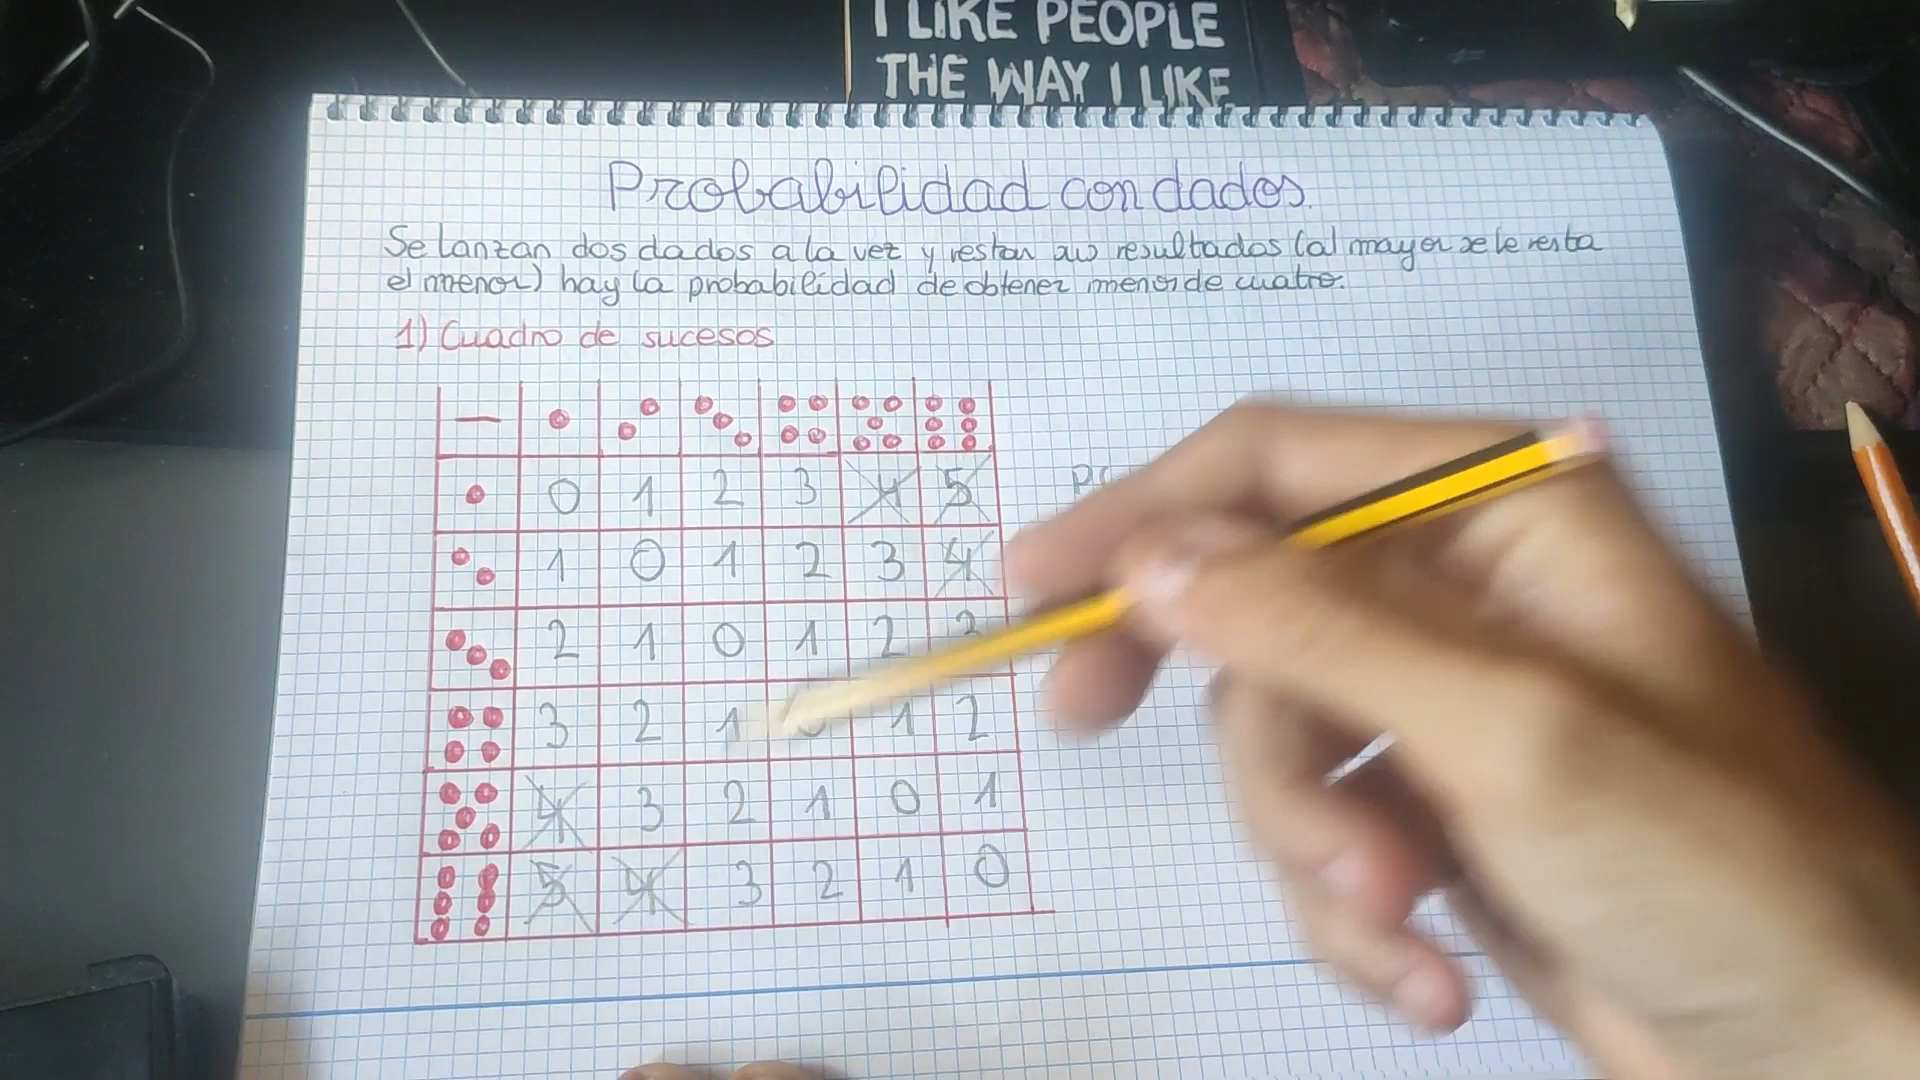 I LIKE PEOPLE
THE WAY I LIKE
Probabilidad con dados.
Se lanzan dos dados a la vez y restan sus resultados (al mayor se le resta
el menor) hay la probabilidad de obtener menor de cuatro.
1) Cuadro de sucesos
—
0 1 2 3 4 5
P(
1 0 1 2 3 4
2 1 0 1 2 3
3 2 1 0 1 2
4 3 2 1 0 1
5 4 3 2 1 0